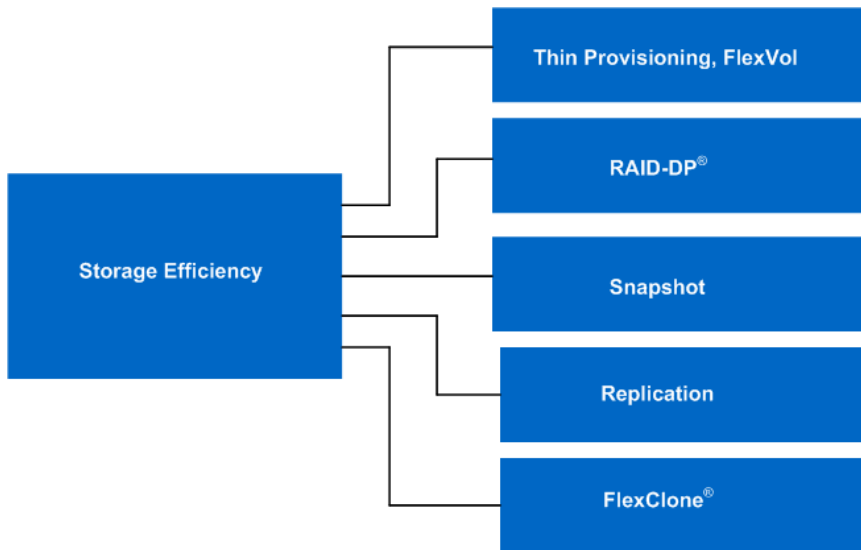 Thin Provisioning, FlexVol
RAID-DP®
Storage Efficiency
Snapshot
Replication
FlexClone®